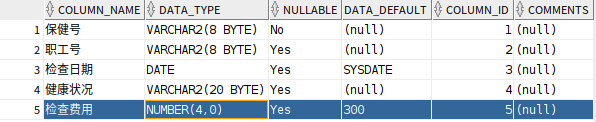 COLUMN_NAME DATA_TYPE NULLABLE DATA_DEFAULT COLUMN_ID COMMENTS
1 保健号 VARCHAR2(8 BYTE) No (null) 1 (null)
2 职工号 VARCHAR2(8 BYTE) Yes (null) 2 (null)
3 检查日期 DATE Yes SYSDATE 3 (null)
4 健康状况 VARCHAR2(20 BYTE) Yes (null) 4 (null)
5 检查费用 NUMBER(4,0) Yes 300 5 (null)